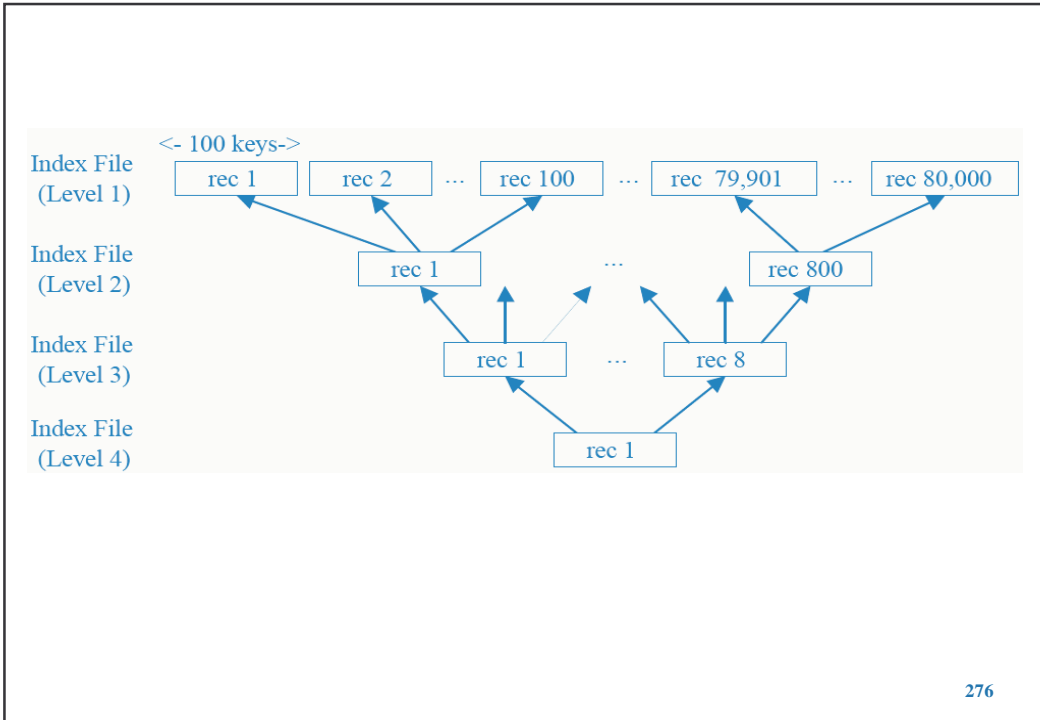 <- 100 keys->
Index File
(Level 1)
rec 1 rec 2 ... rec 100 ... rec 79,901 ... rec 80,000
Index File
(Level 2)
rec 1 ... rec 800
Index File
(Level 3)
rec 1 ... rec 8
Index File
(Level 4)
rec 1
276